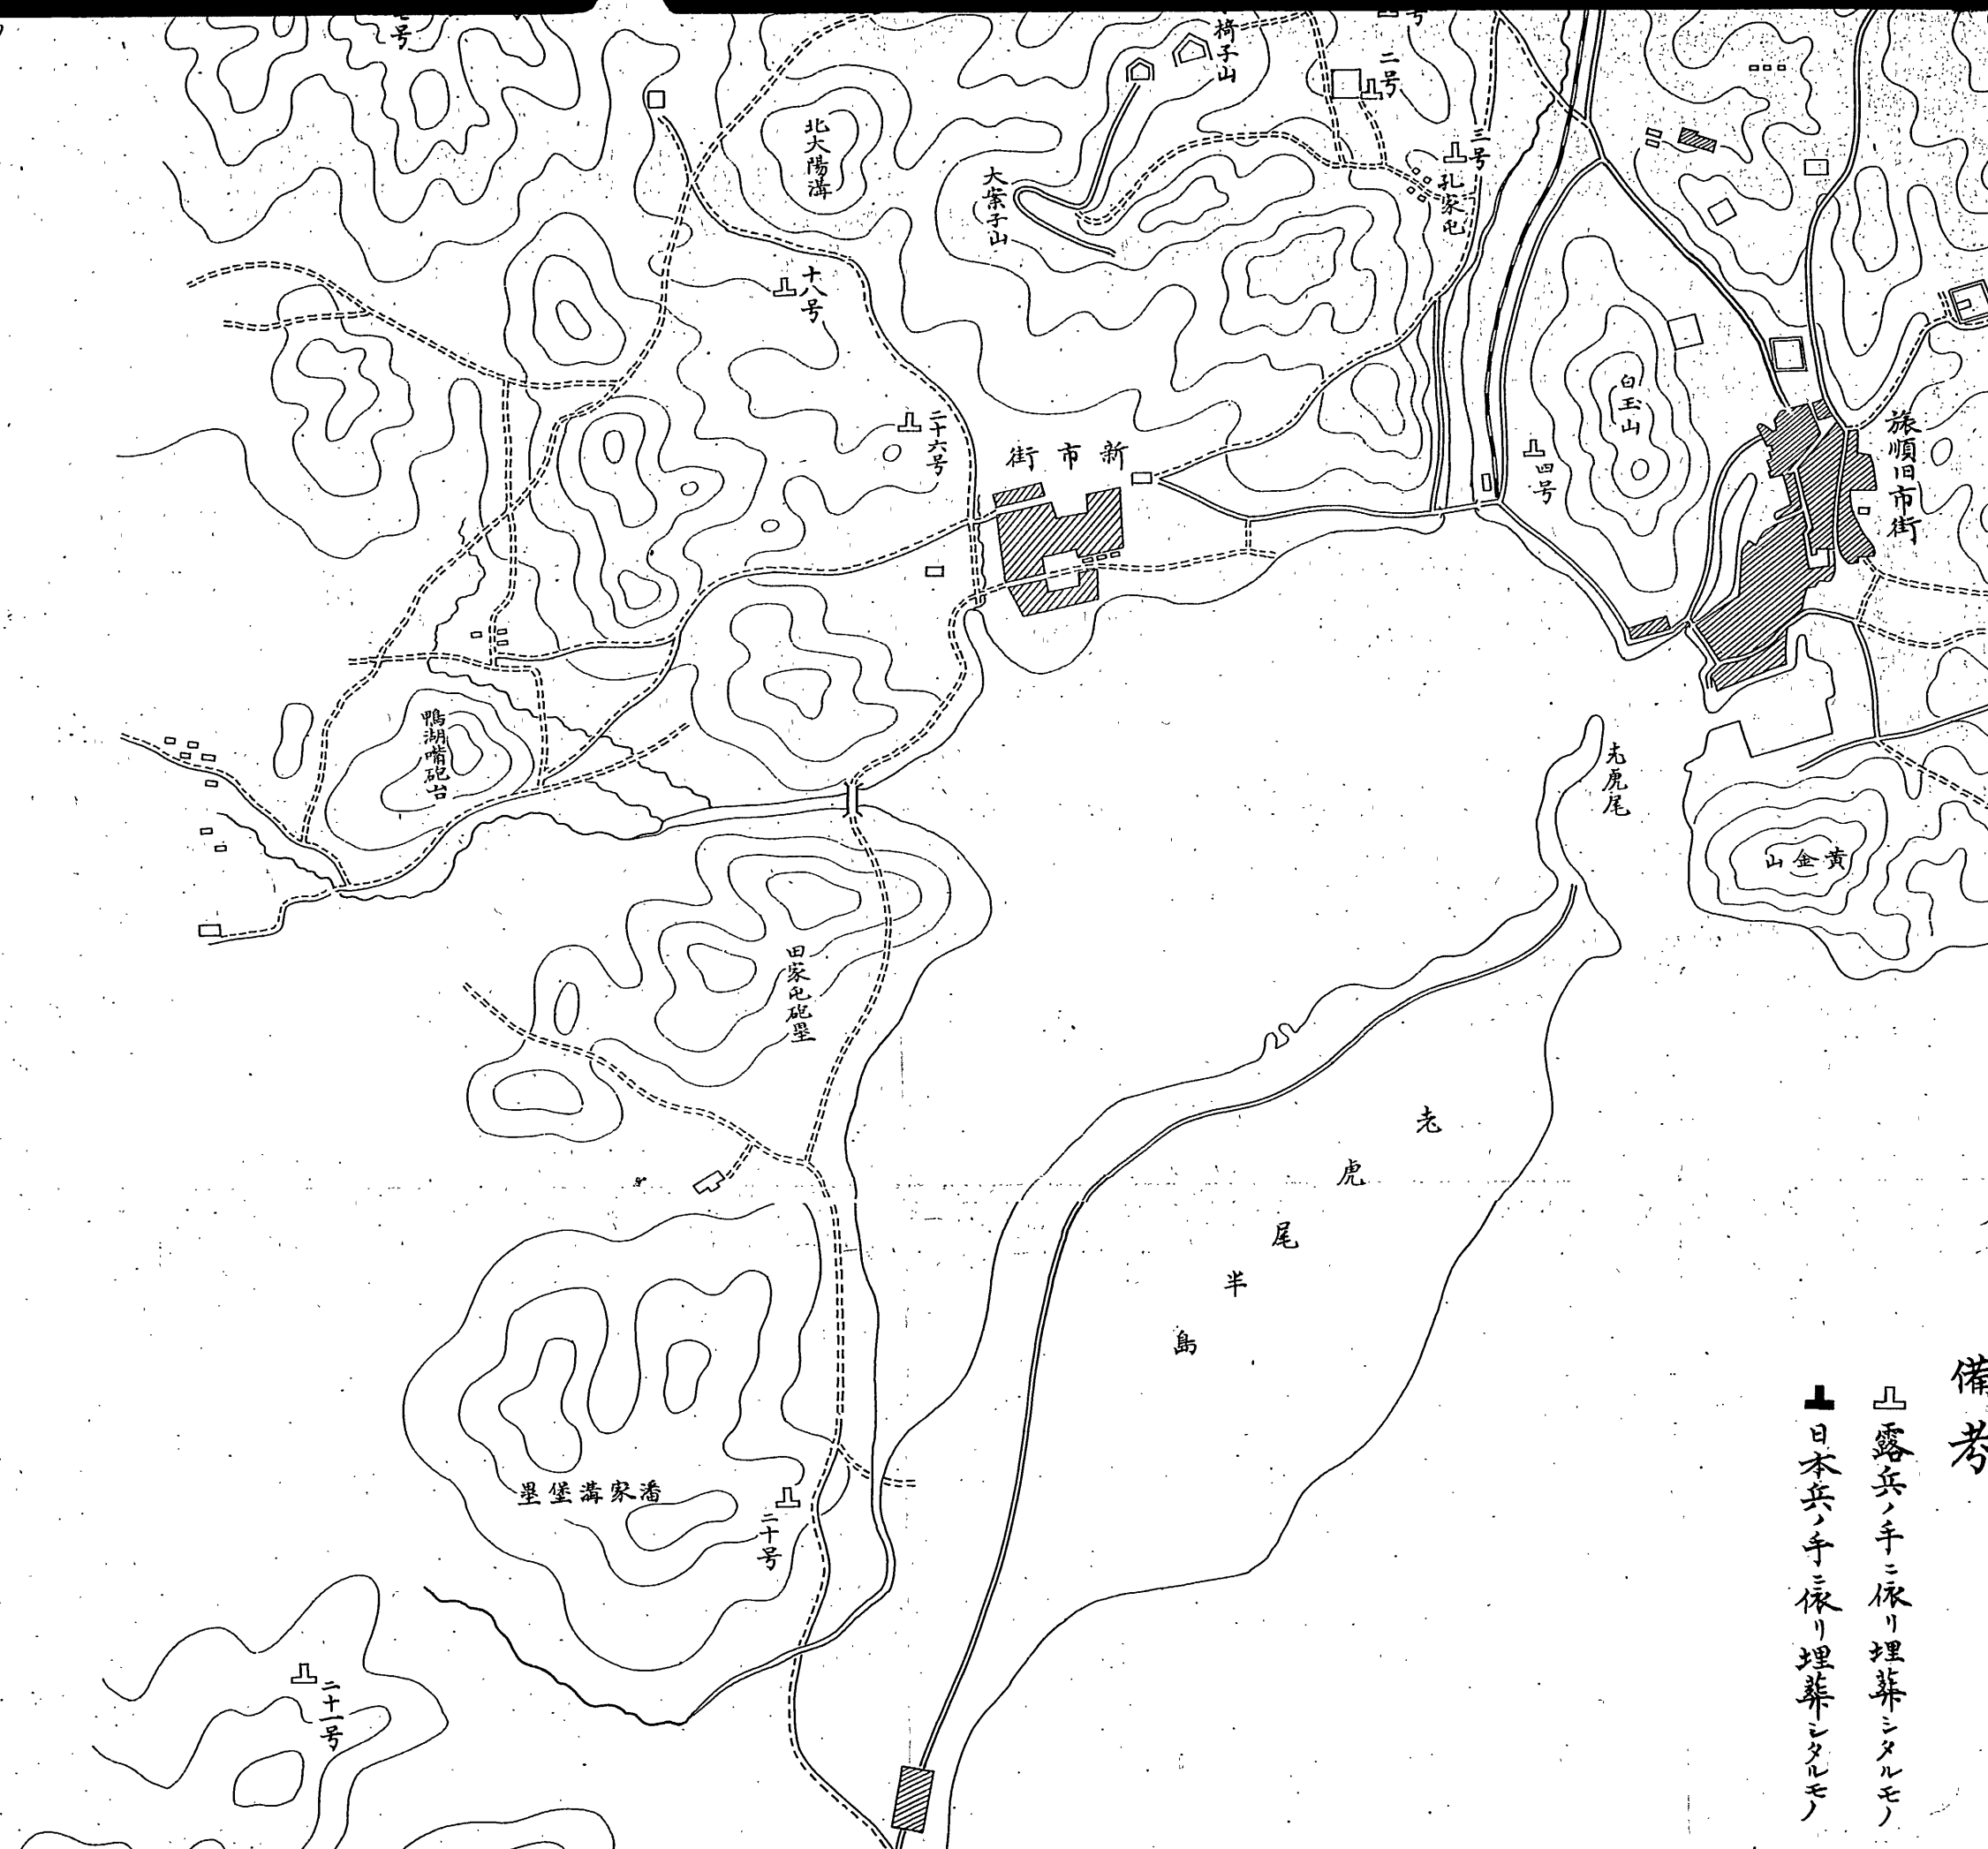 椅子山
二号
三号
孔家屯
北大陽溝
大案子山
十八号
二十六号
新市街
白玉山
四号
旅順旧市街
鴨湖嘴砲台
老虎尾
黄金山
田家屯砲塁
老虎尾半島
潘家溝堡塁
二十号
二十一号
備考
露兵ノ手ニ依リ埋葬シタルモノ
日本兵ノ手ニ依リ埋葬シタルモノ